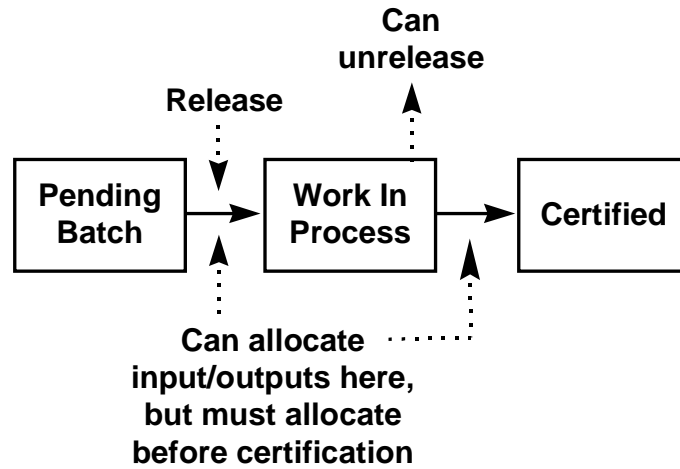 Can
unrelease
Release
Pending
Batch
Work In
Process
Certified
Can allocate
input/outputs here,
but must allocate
before certification